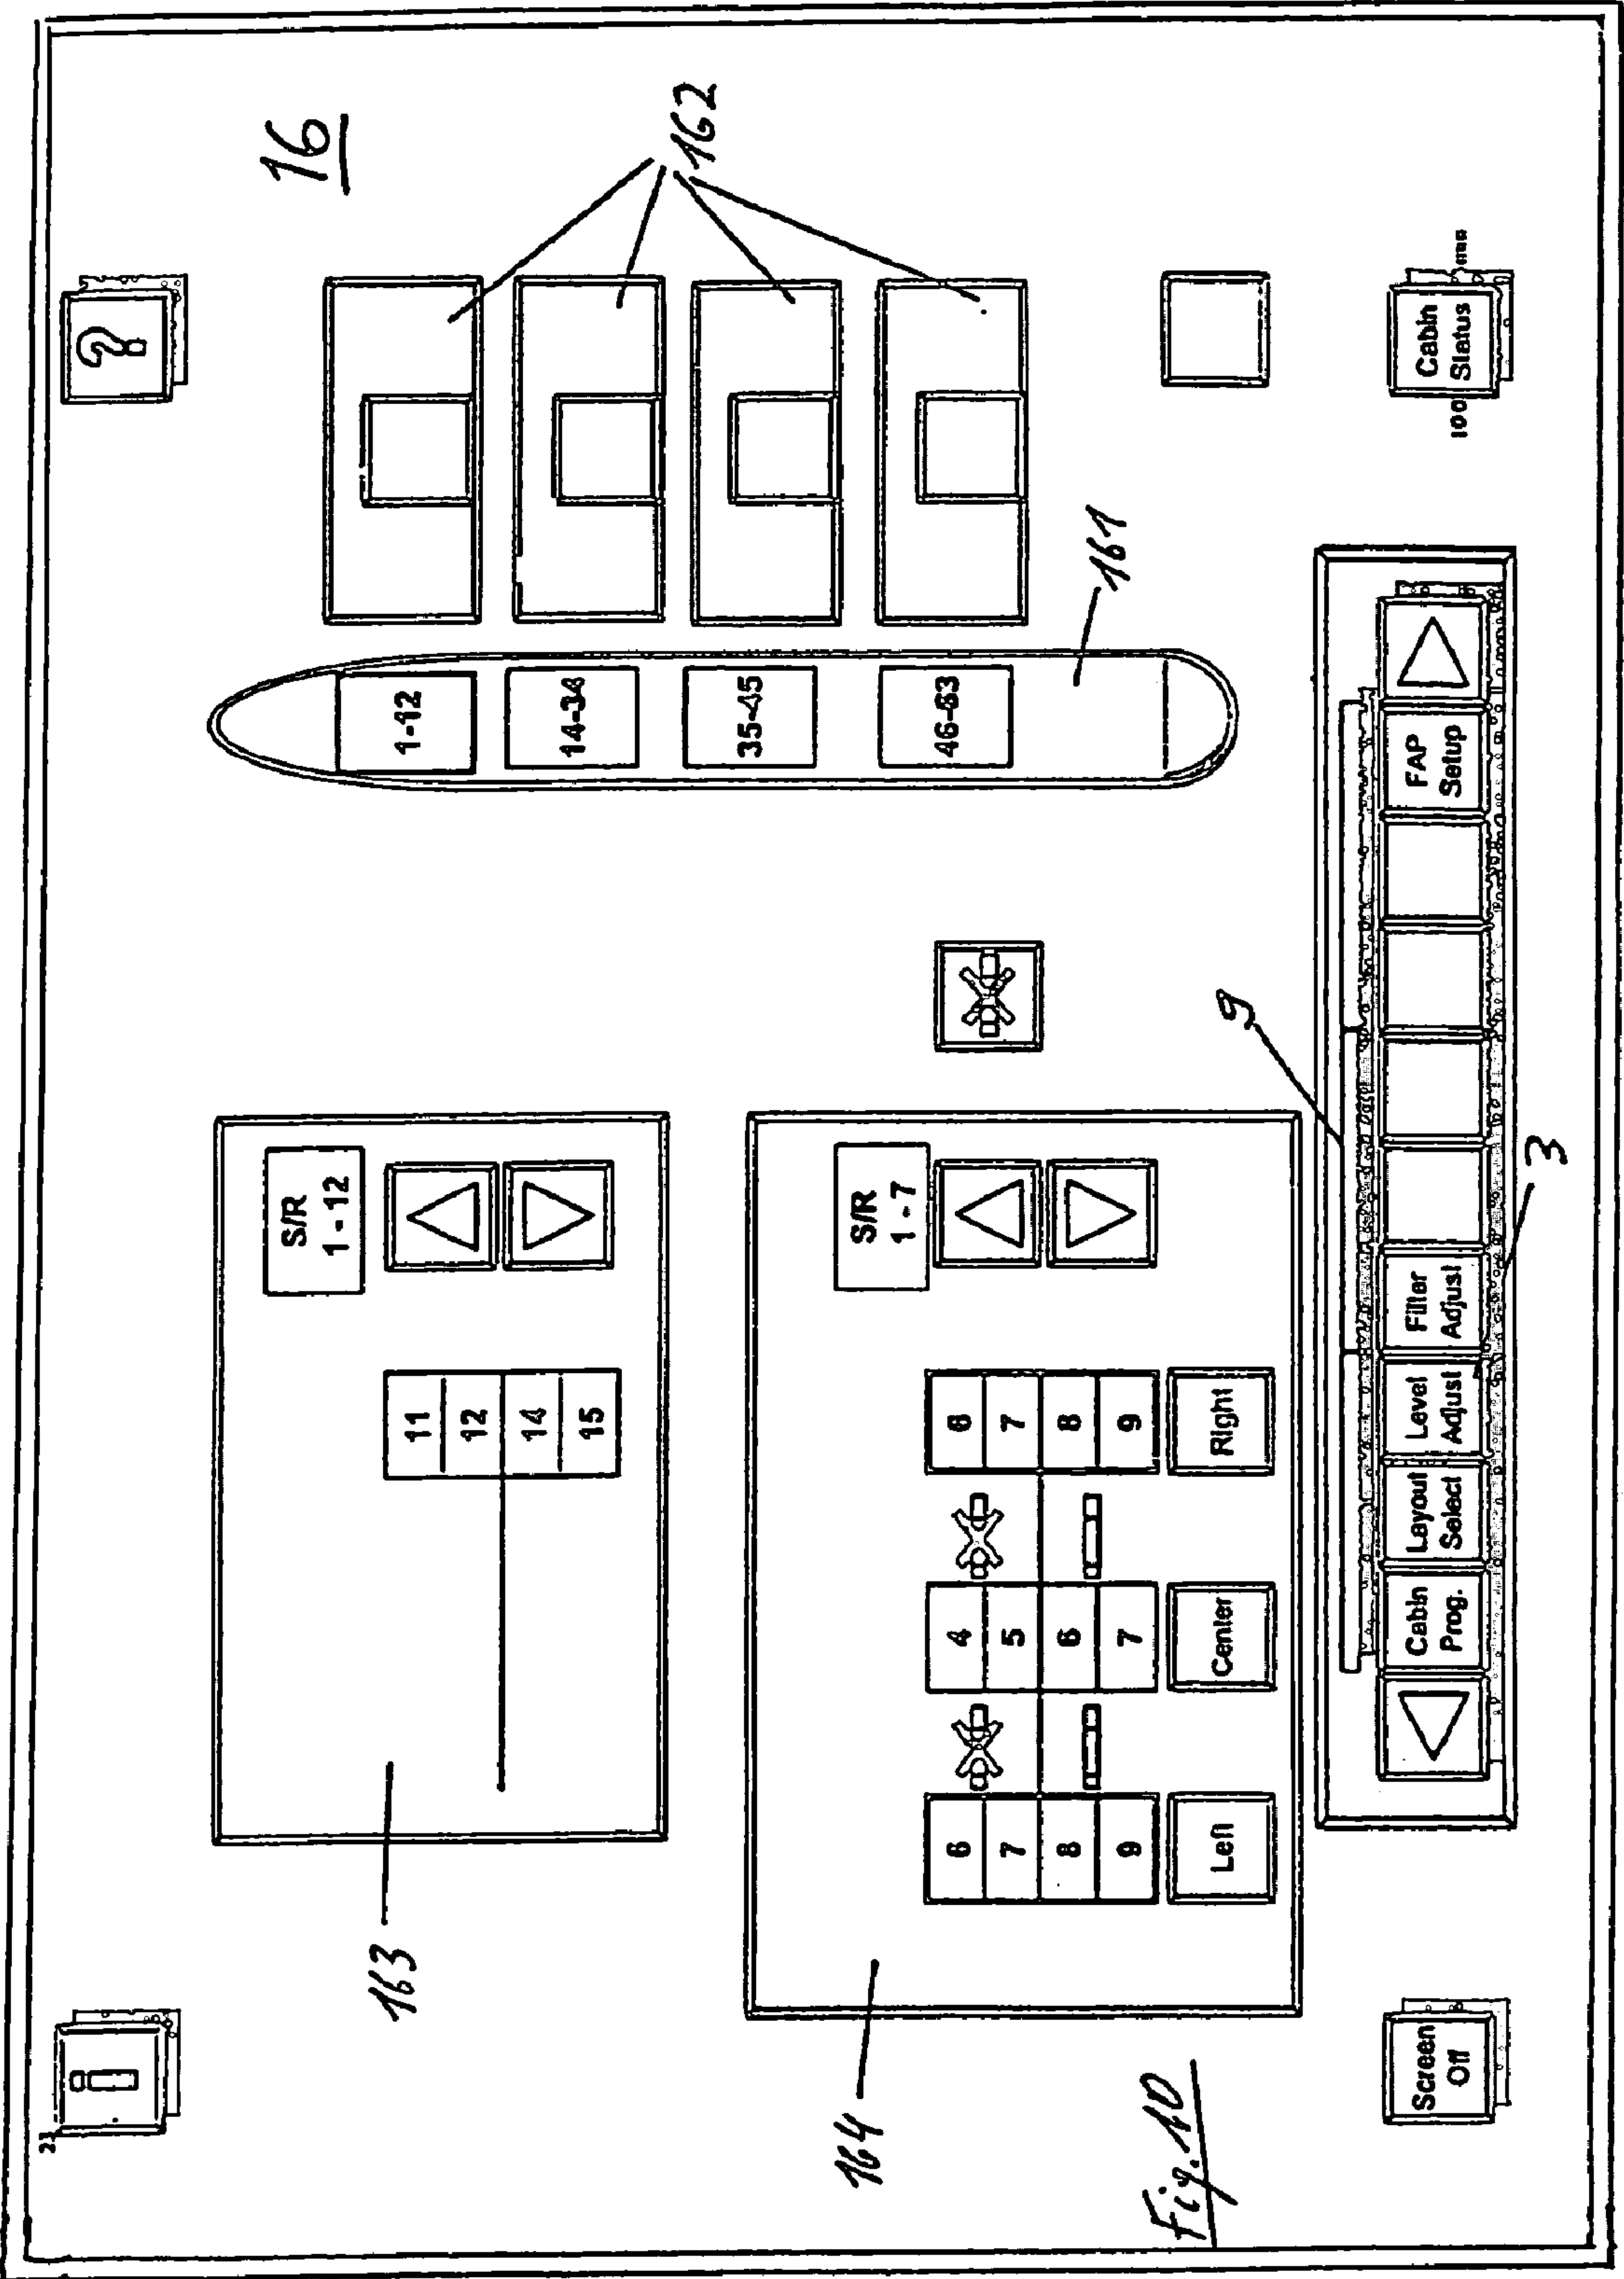 23
i
?
16
163
S/R
1 - 12
11
12
14
15
1-12
14-34
35-45
46-63
162
161
164
S/R
1 - 7
6
7
8
9
4
5
6
7
6
7
8
9
Left
Center
Right
9
Fig. 10
Screen
Off
Cabin
Prog.
Layout
Select
Level
Adjust
Filter
Adjust
FAP
Setup
Cabin
Status
100
3